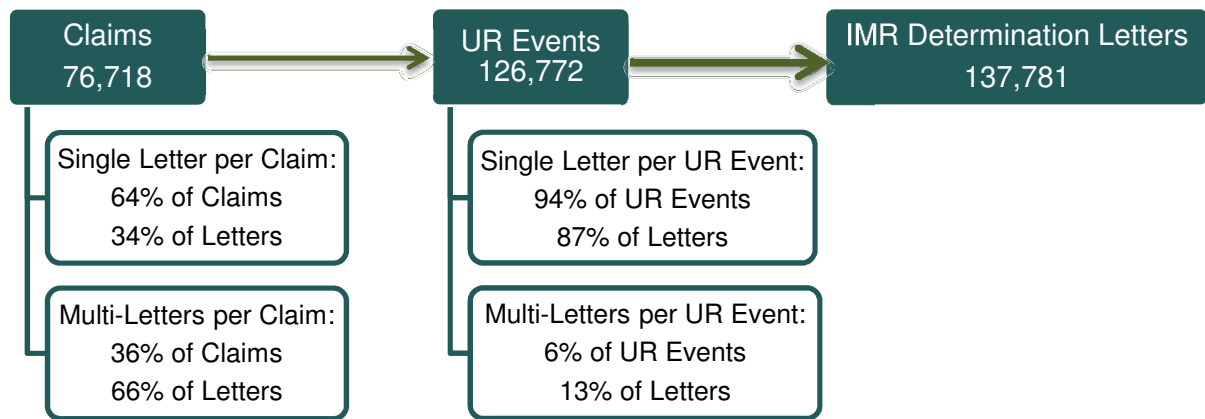 Claims
76,718
UR Events
126,772
IMR Determination Letters
137,781
Single Letter per Claim:
64% of Claims
34% of Letters
Single Letter per UR Event:
94% of UR Events
87% of Letters
Multi-Letters per Claim:
36% of Claims
66% of Letters
Multi-Letters per UR Event:
6% of UR Events
13% of Letters